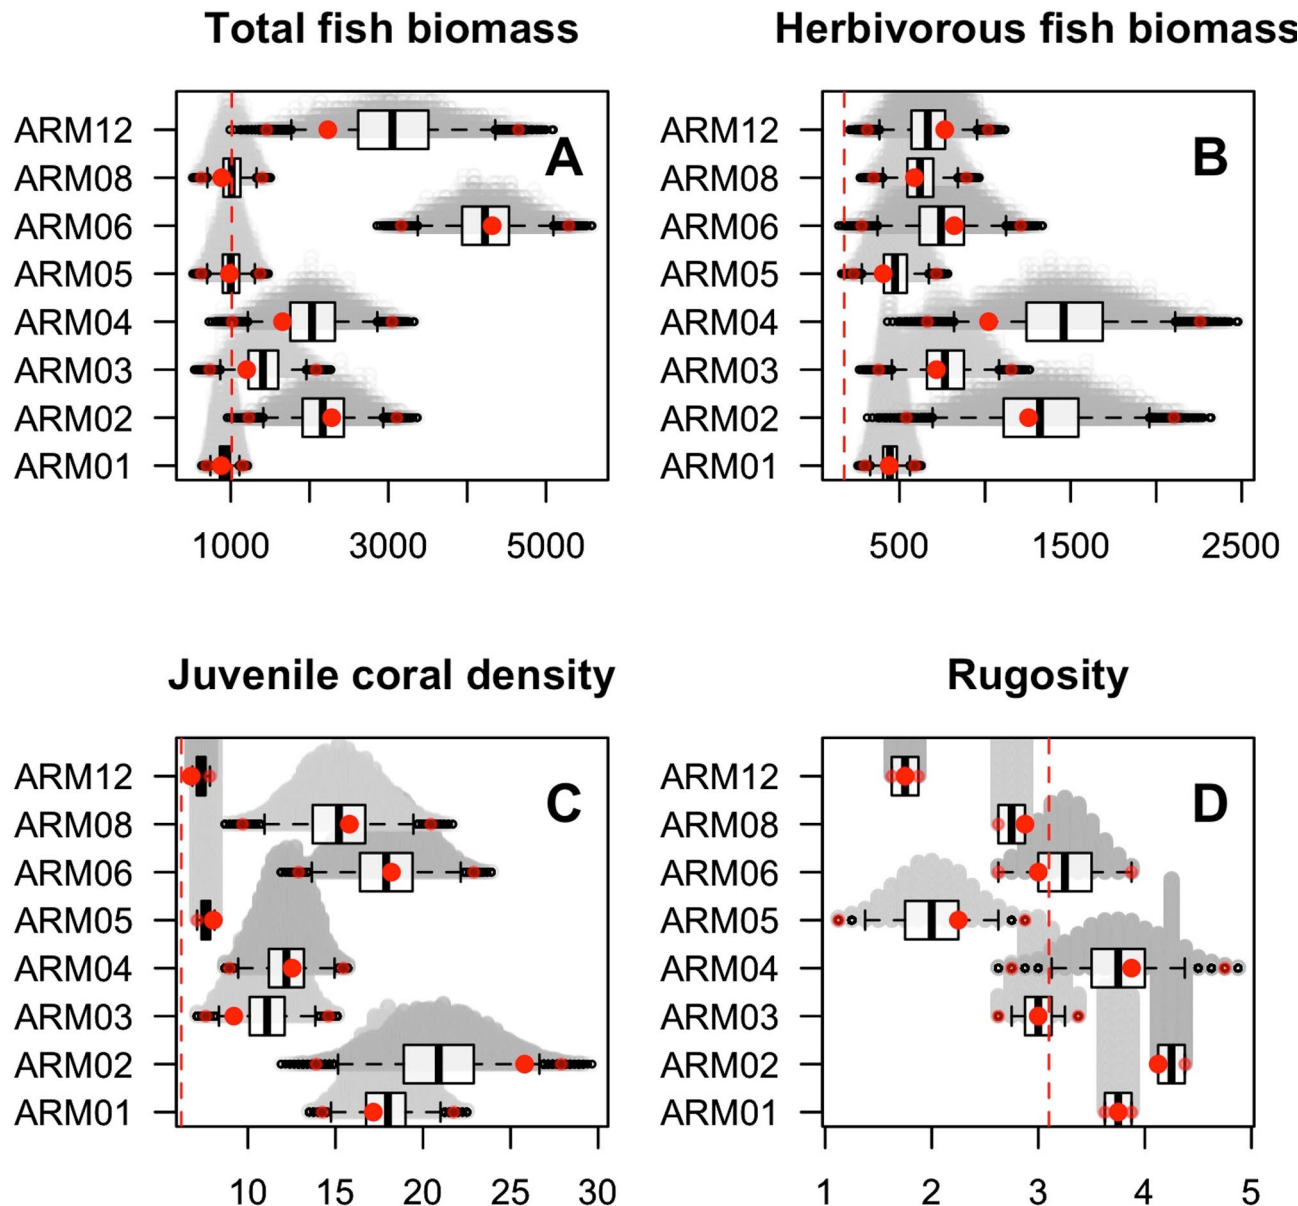 Total fish biomass
ARM12
ARM08
ARM06
ARM05
ARM04
ARM03
ARM02
ARM01
A
1000 3000 5000
Herbivorous fish biomass
ARM12
ARM08
ARM06
ARM05
ARM04
ARM03
ARM02
ARM01
B
500 1500 2500
Juvenile coral density
ARM12
ARM08
ARM06
ARM05
ARM04
ARM03
ARM02
ARM01
C
10 15 20 25 30
Rugosity
ARM12
ARM08
ARM06
ARM05
ARM04
ARM03
ARM02
ARM01
D
1 2 3 4 5